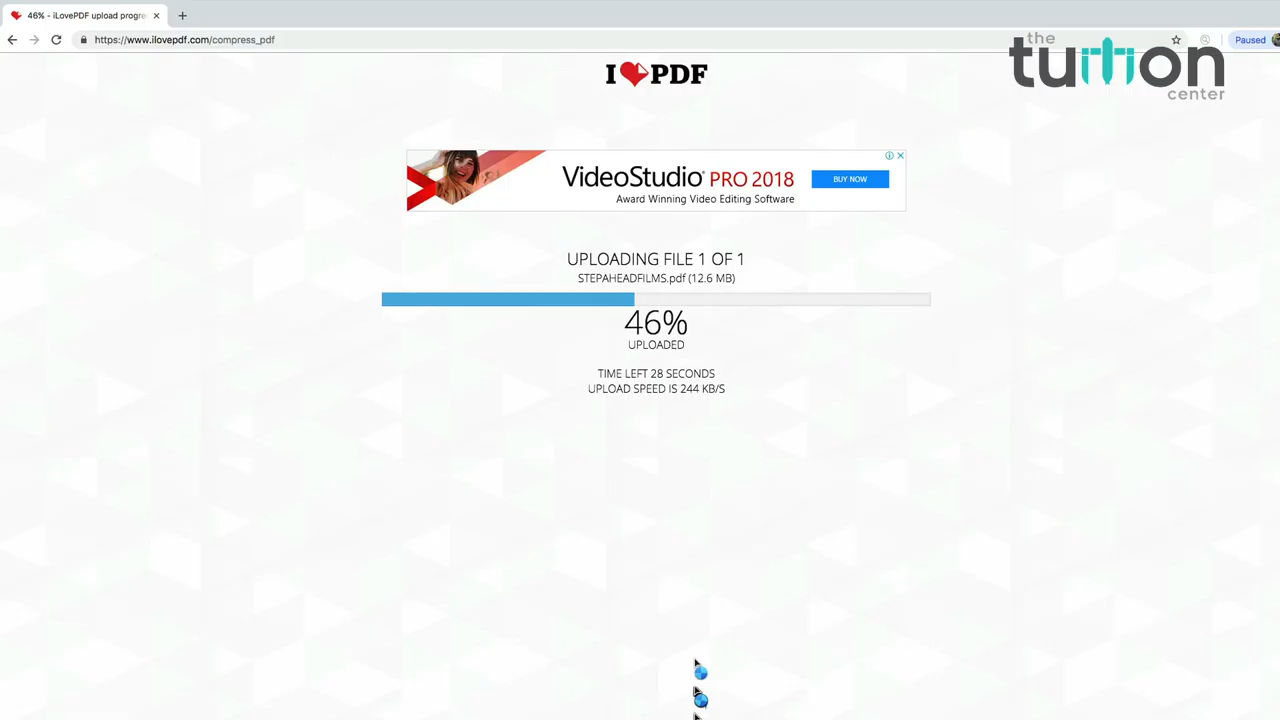 46% - iLovePDF upload progre
https://www.ilovepdf.com/compress_pdf
Paused
the
tuition
center
I PDF
VideoStudio® PRO 2018
BUY NOW
Award Winning Video Editing Software
UPLOADING FILE 1 OF 1
STEPAHEADFILMS.pdf (12.6 MB)
46%
UPLOADED
TIME LEFT 28 SECONDS
UPLOAD SPEED IS 244 KB/S